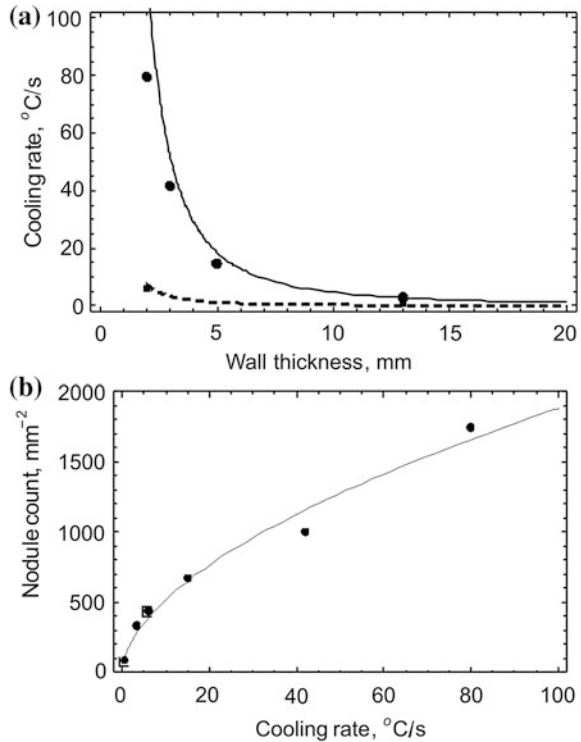 (a)
100
80
60
40
20
0
Cooling rate, °C/s
0 5 10 15 20
Wall thickness, mm
(b)
2000
1500
1000
500
0
Nodule count, mm⁻²
0 20 40 60 80 100
Cooling rate, °C/s